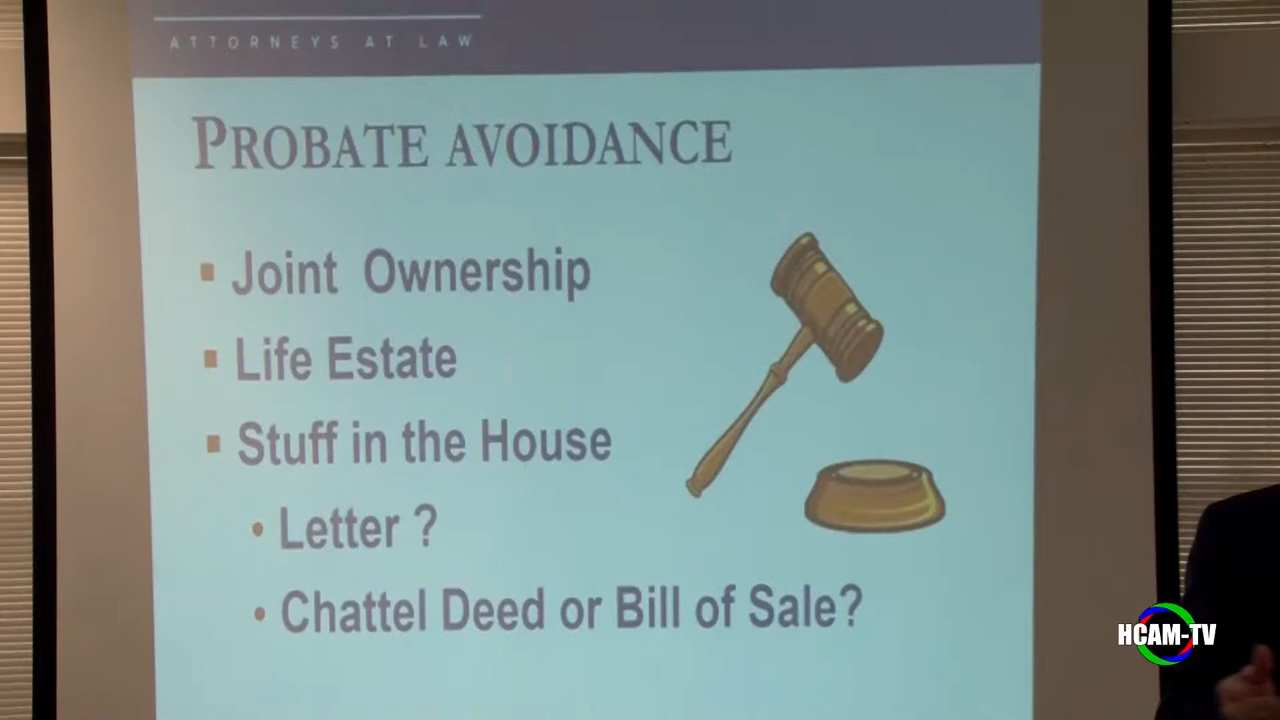 ATTORNEYS AT LAW
PROBATE AVOIDANCE
Joint Ownership
Life Estate
Stuff in the House
Letter ?
Chattel Deed or Bill of Sale?
HCAM-TV